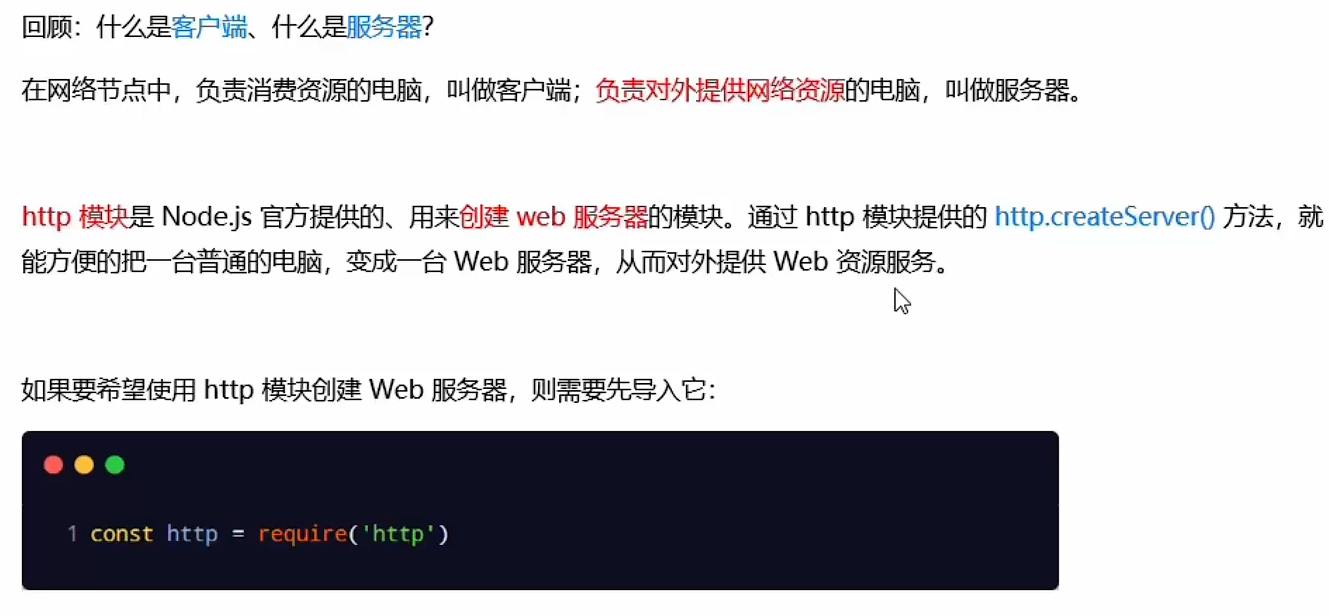 回顾：什么是客户端、什么是服务器？
在网络节点中，负责消费资源的电脑，叫做客户端；负责对外提供网络资源的电脑，叫做服务器。
http 模块是 Node.js 官方提供的、用来创建 web 服务器的模块。通过 http 模块提供的 http.createServer() 方法，就
能方便的把一台普通的电脑，变成一台 Web 服务器，从而对外提供 Web 资源服务。
如果要希望使用 http 模块创建 Web 服务器，则需要先导入它：
1 const http = require('http')